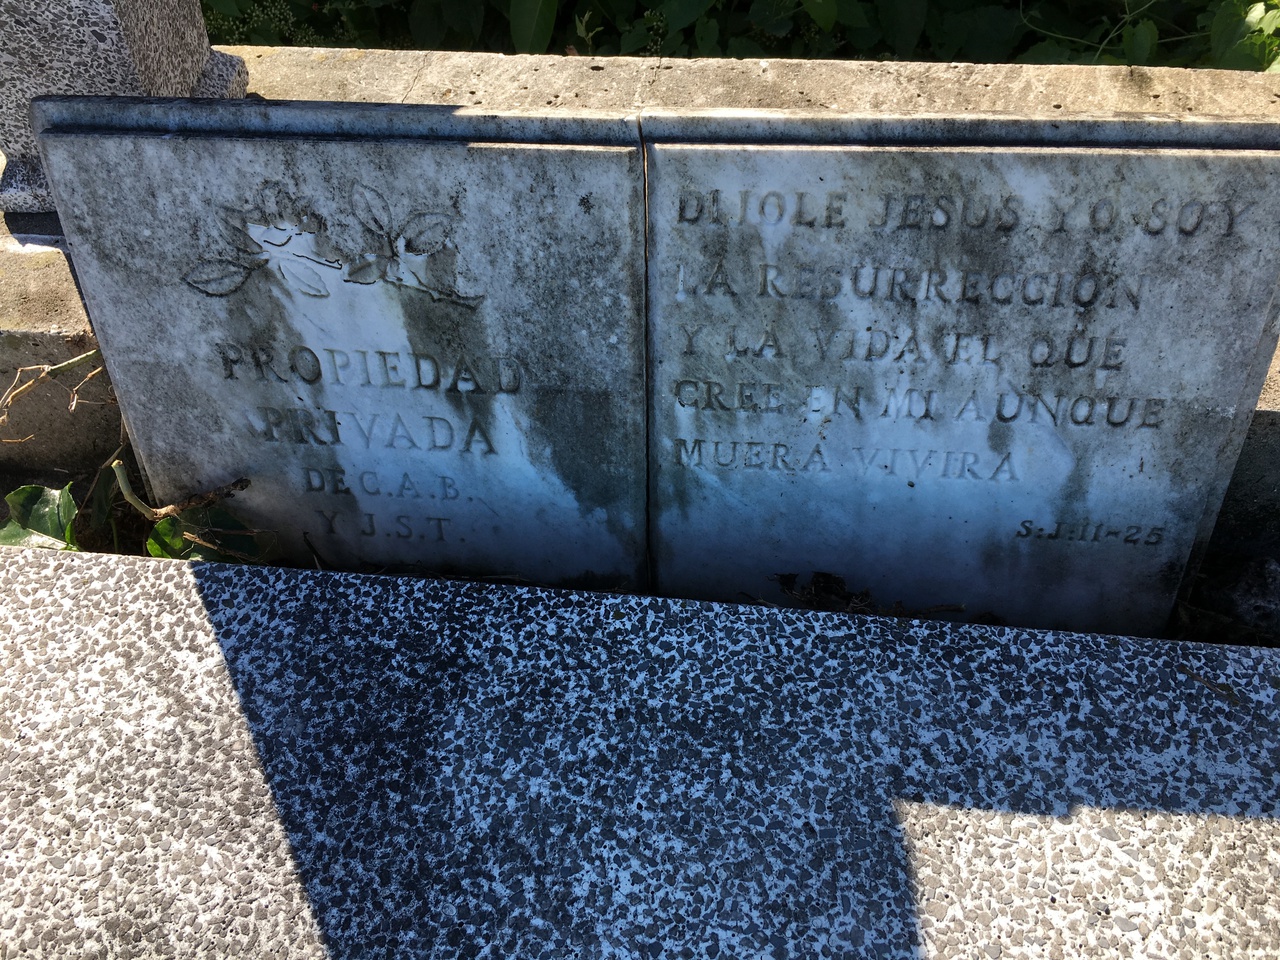 PROPIEDAD
PRIVADA
DE C.A.B.
Y J.S.T.
DIJOLE JESUS YO SOY
LA RESURRECCION
Y LA VIDA EL QUE
CREE EN MI AUNQUE
MUERA VIVIRA
S:J:11-25